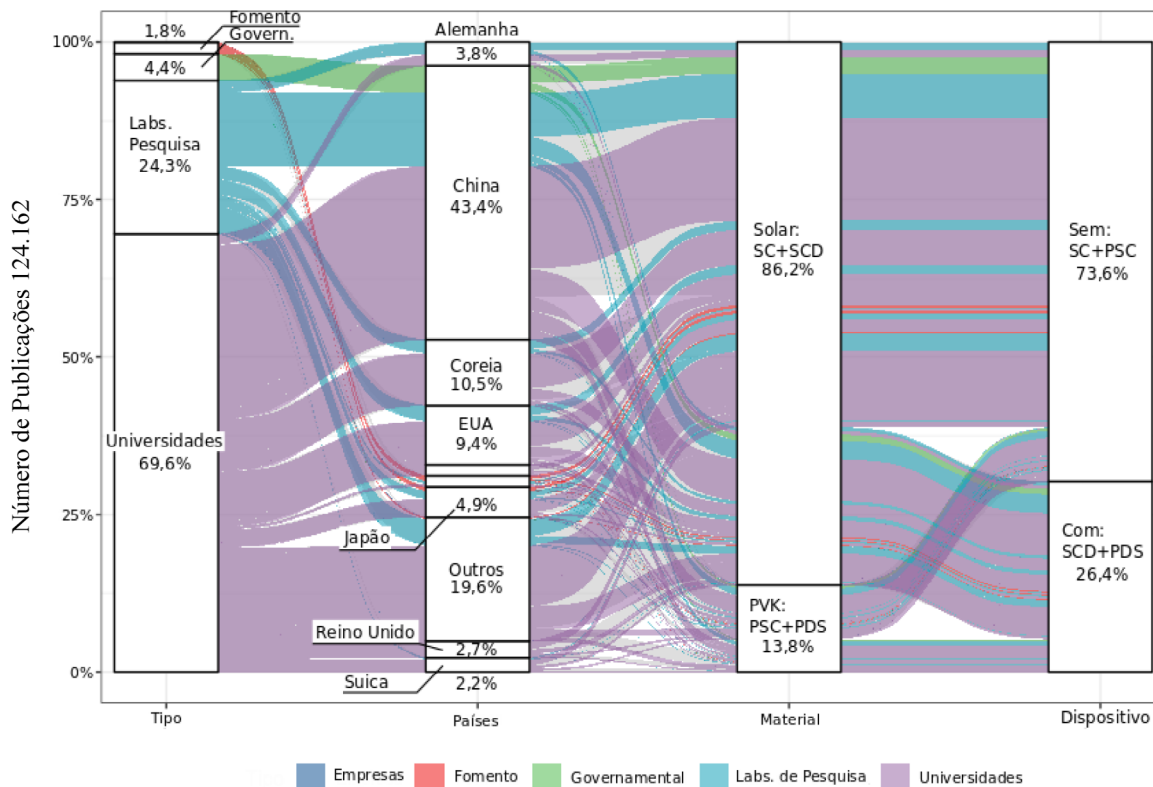 Número de Publicações 124.162
100%
75%
50%
25%
0%
1,8%
Fomento
Govern.
4,4%
Labs.
Pesquisa
24,3%
Universidades
69,6%
Alemanha
3,8%
China
43,4%
Coreia
10,5%
EUA
9,4%
4,9%
Japão
Outros
19,6%
Reino Unido
2,7%
Suica
2,2%
Solar:
SC+SCD
86,2%
PVK:
PSC+PDS
13,8%
Sem:
SC+PSC
73,6%
Com:
SCD+PDS
26,4%
Tipo
Países
Material
Dispositivo
Empresas
Fomento
Governamental
Labs. de Pesquisa
Universidades